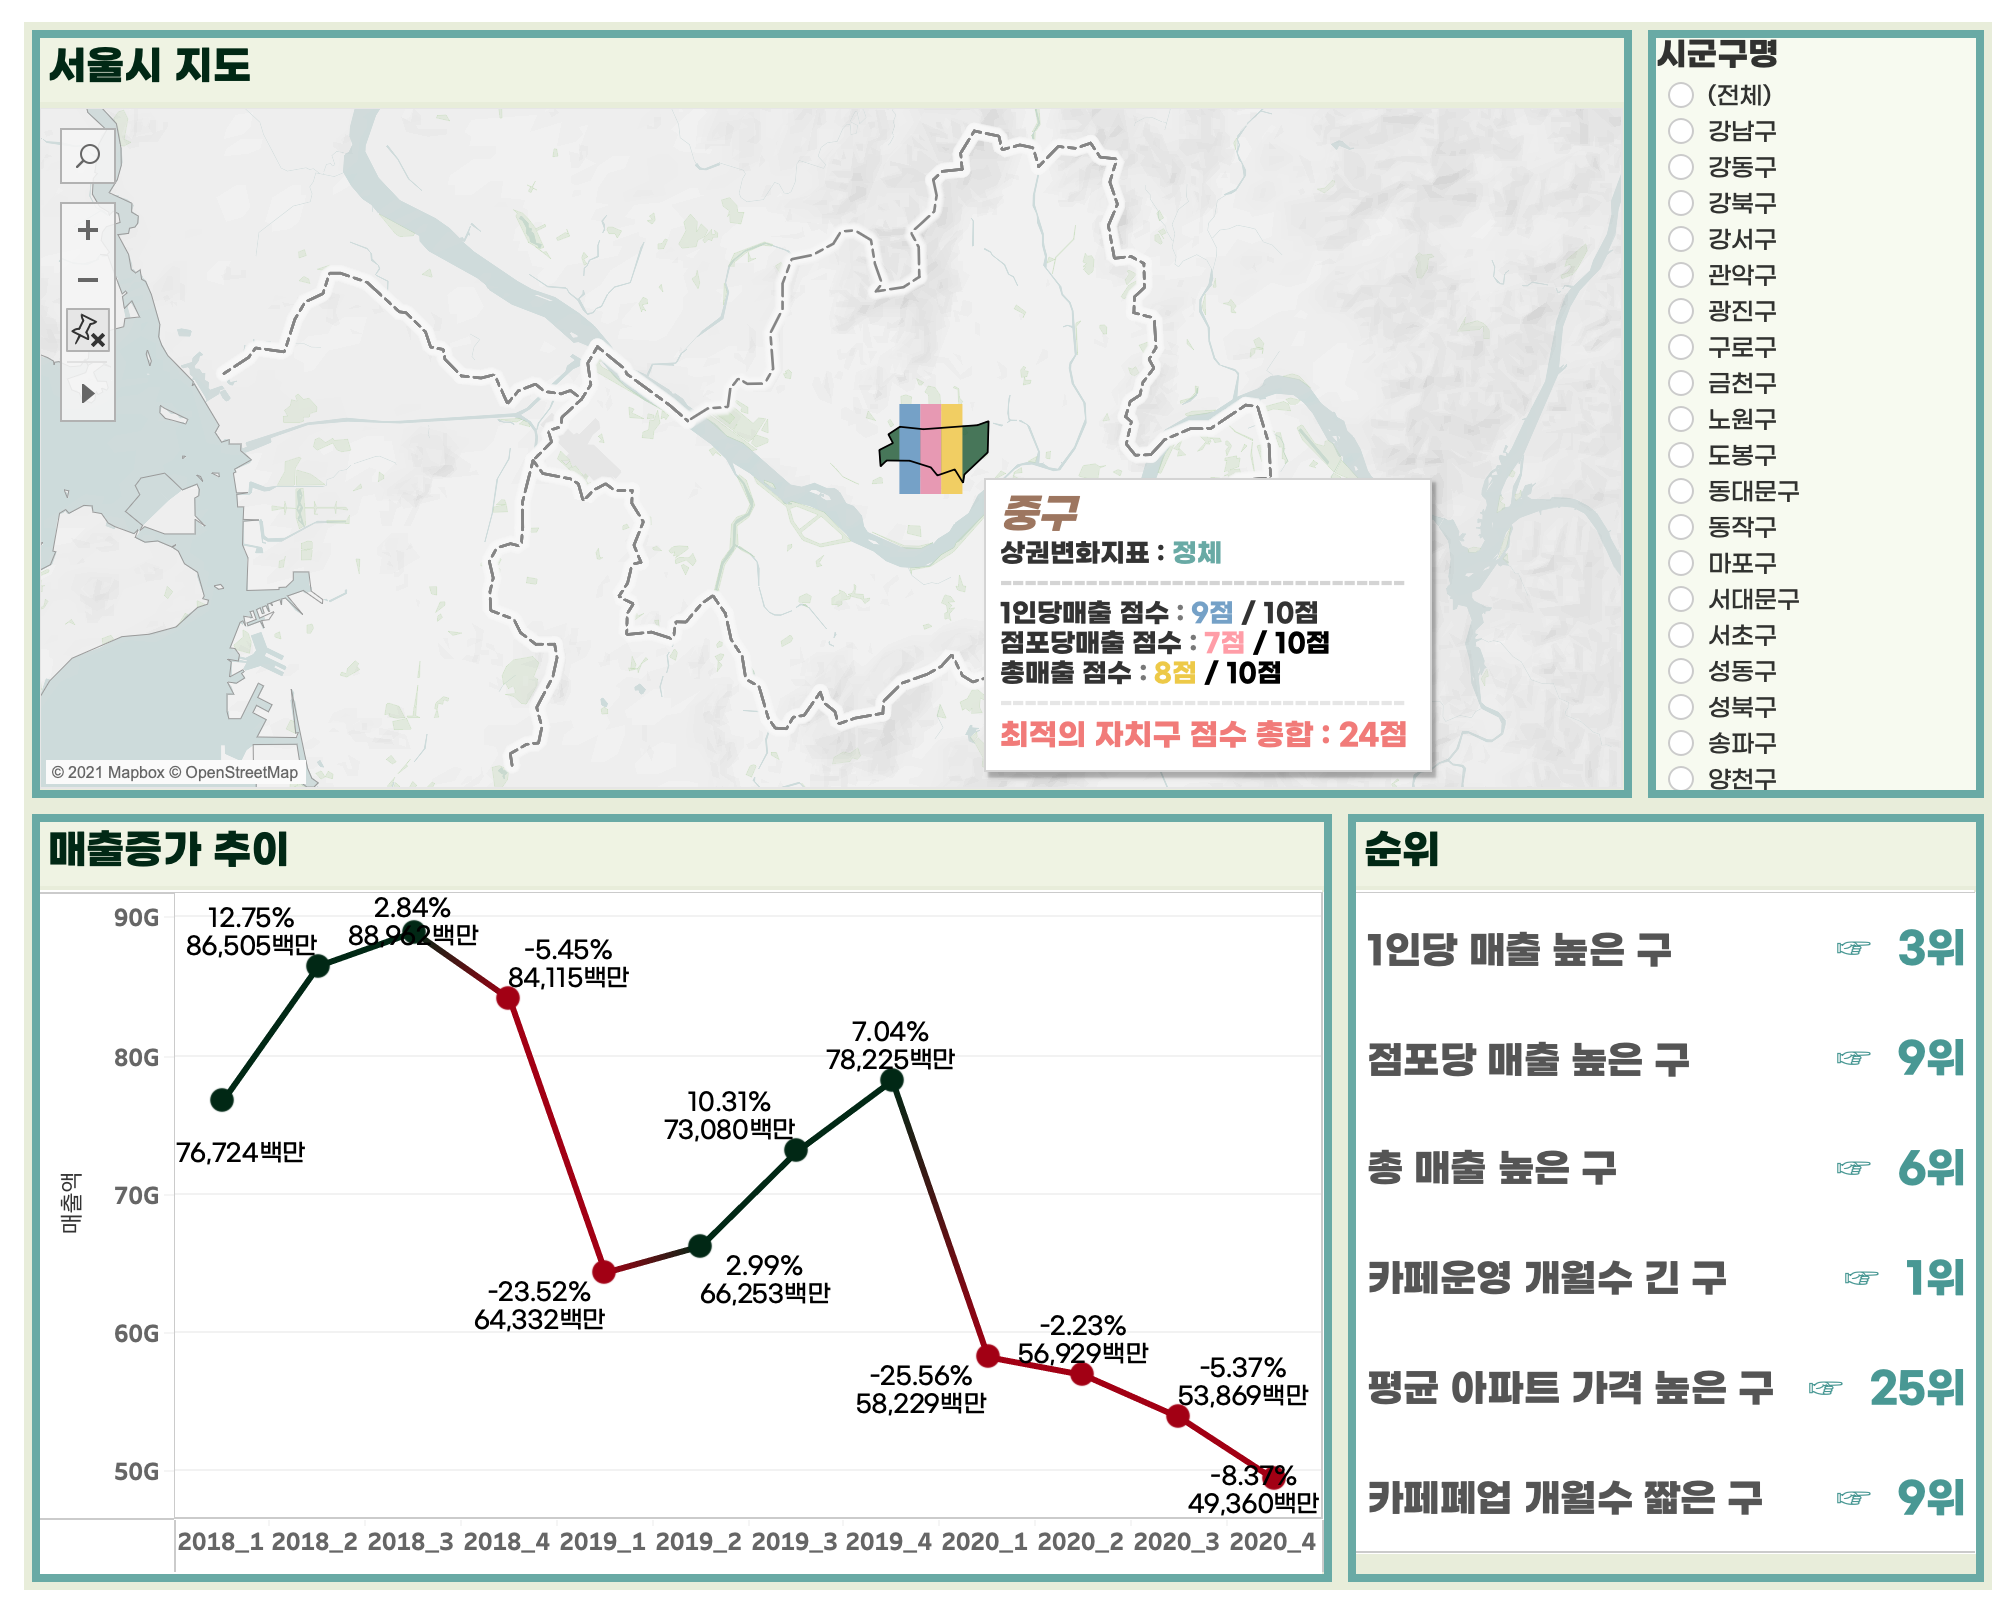 서울시 지도
© 2021 Mapbox © OpenStreetMap
중구
상권변화지표 : 정체
1인당매출 점수 : 9점 / 10점
점포당매출 점수 : 7점 / 10점
총매출 점수 : 8점 / 10점
최적의 자치구 점수 총합 : 24점
시군구명
(전체)
강남구
강동구
강북구
강서구
관악구
광진구
구로구
금천구
노원구
도봉구
동대문구
동작구
마포구
서대문구
서초구
성동구
성북구
송파구
양천구
매출증가 추이
매출액
90G
80G
70G
60G
50G
76,724백만
12.75%
86,505백만
2.84%
88,962백만
-5.45%
84,115백만
-23.52%
64,332백만
2.99%
66,253백만
10.31%
73,080백만
7.04%
78,225백만
-25.56%
58,229백만
-2.23%
56,929백만
-5.37%
53,869백만
-8.37%
49,360백만
2018_1 2018_2 2018_3 2018_4 2019_1 2019_2 2019_3 2019_4 2020_1 2020_2 2020_3 2020_4
순위
1인당 매출 높은 구 ☞ 3위
점포당 매출 높은 구 ☞ 9위
총 매출 높은 구 ☞ 6위
카페운영 개월수 긴 구 ☞ 1위
평균 아파트 가격 높은 구 ☞ 25위
카페폐업 개월수 짧은 구 ☞ 9위